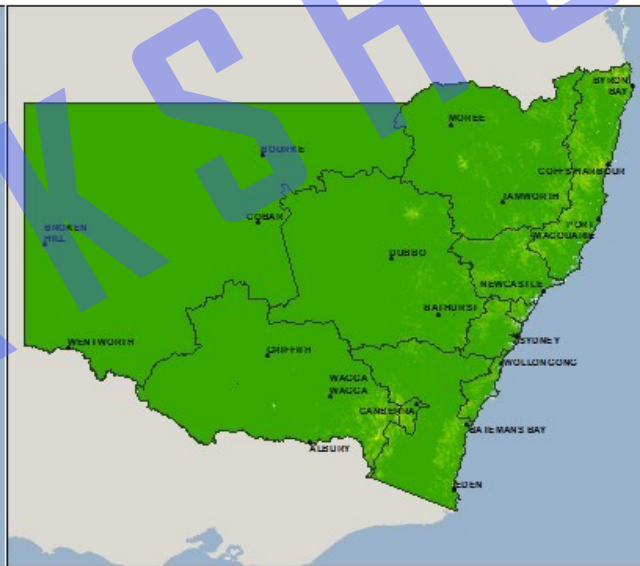 BYRON
BAY
MOREE
BOURKE
COFFS HARBOUR
TAMWORTH
COBAR
PORT
MACQUARIE
BROKEN
HILL
DUBBO
NEWCASTLE
BATHURST
SYDNEY
WENTWORTH
GRIFFITH
WOLLONGONG
WAGGA
WAGGA
CANBERRA
BATEMANS BAY
ALBURY
EDEN
KSH